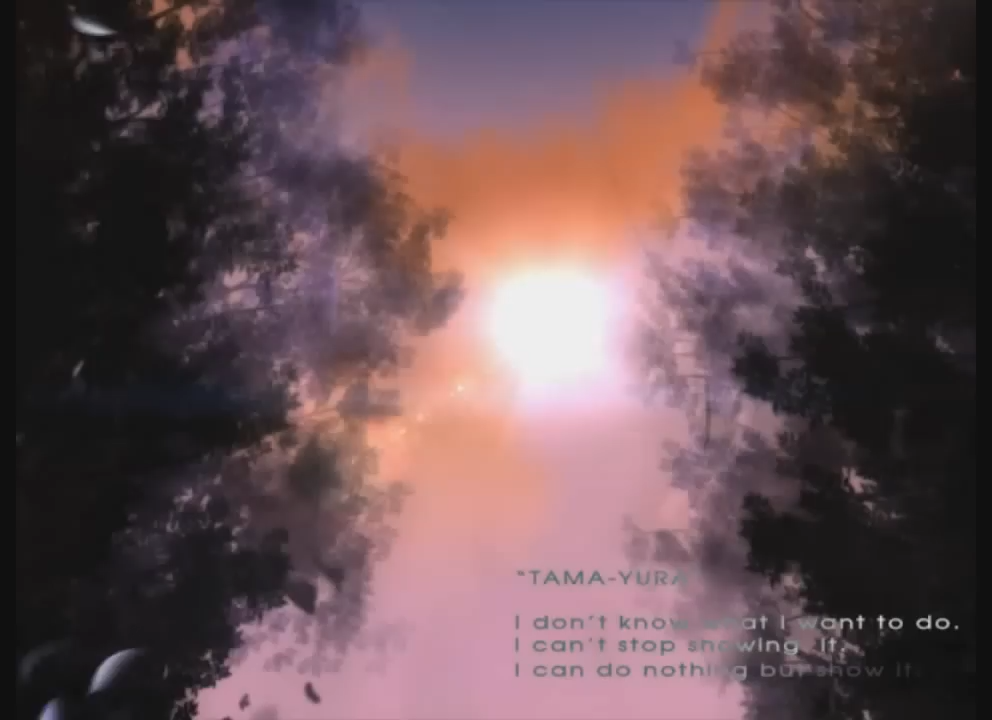 “TAMA-YURA
I don't know what I want to do.
I can't stop showing it.
I can do nothing but show it.